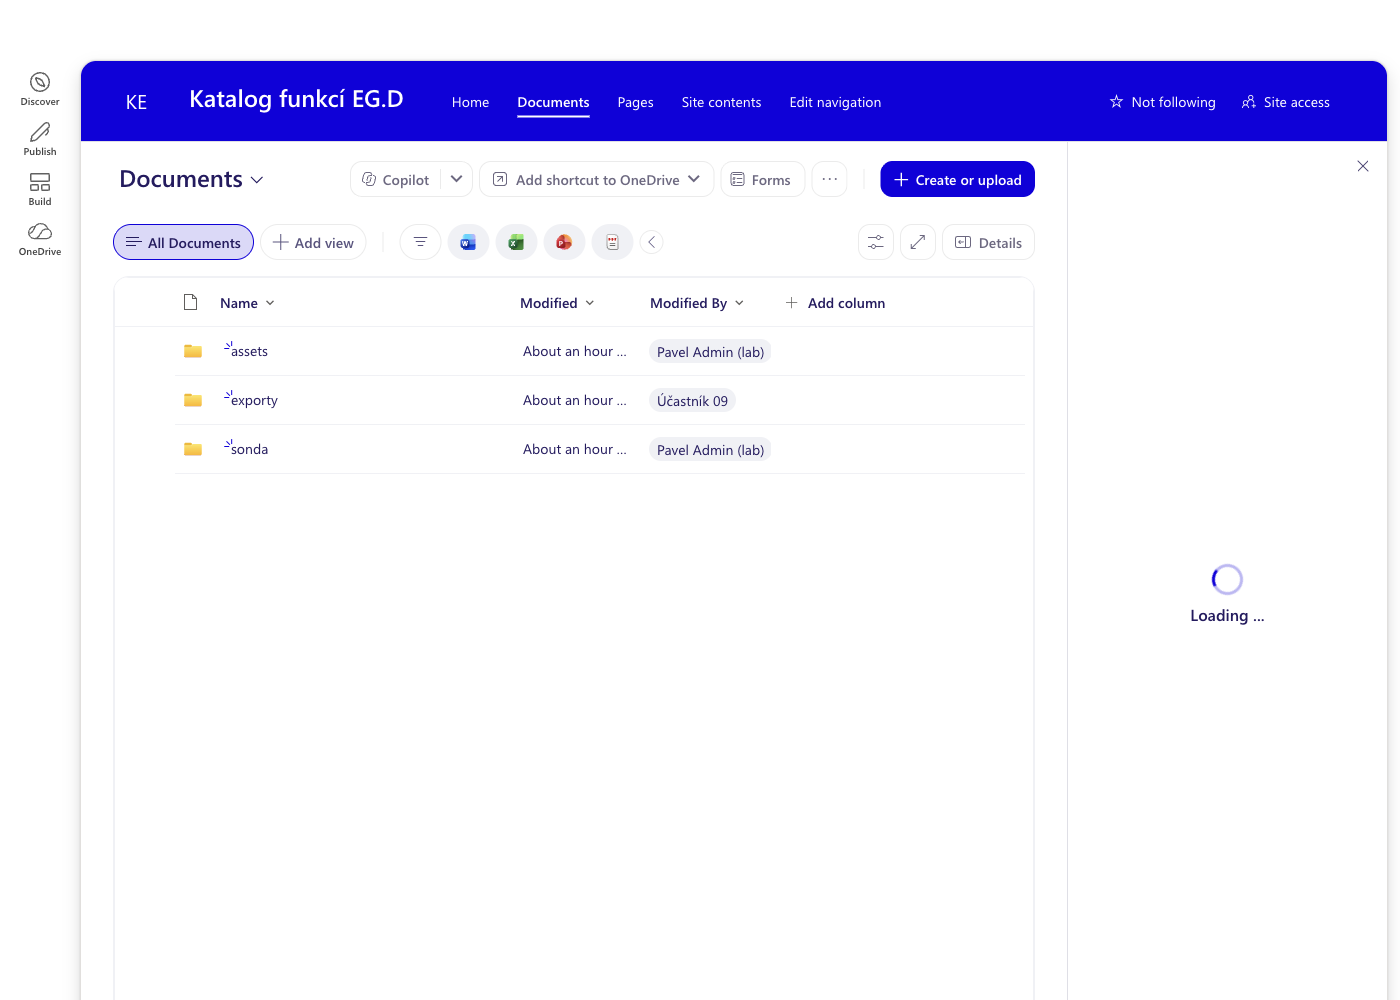 Discover
Publish
Build
OneDrive
KE
Katalog funkcí EG.D
Home
Documents
Pages
Site contents
Edit navigation
Not following
Site access
Documents
Copilot
Add shortcut to OneDrive
Forms
Create or upload
All Documents
Add view
Details
Name
Modified
Modified By
Add column
assets
About an hour ...
Pavel Admin (lab)
exporty
About an hour ...
Účastník 09
sonda
About an hour ...
Pavel Admin (lab)
Loading ...